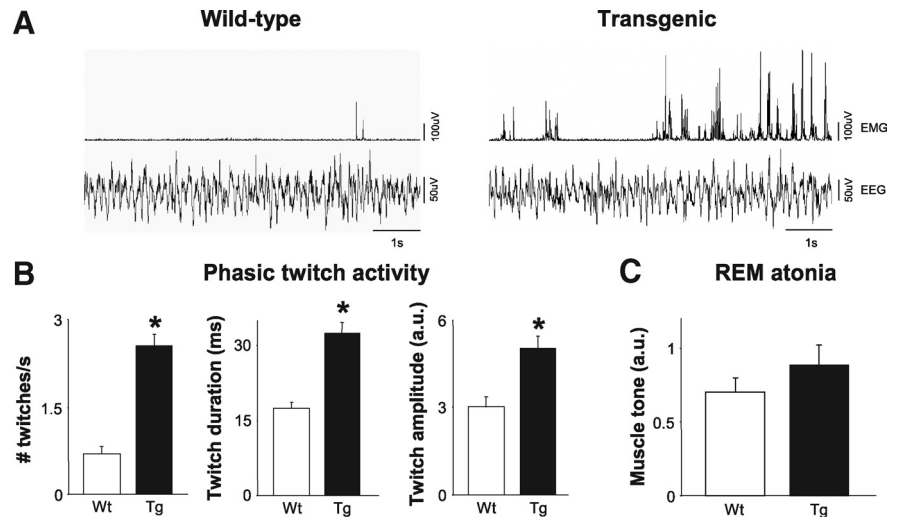 A
Wild-type
Transgenic
100uV
100uV
EMG
50uV
50uV
EEG
1s
1s
B
Phasic twitch activity
# twitches/s
3
1.5
0
*
Wt
Tg
Twitch duration (ms)
30
15
0
*
Wt
Tg
Twitch amplitude (a.u.)
6
3
0
*
Wt
Tg
C
REM atonia
Muscle tone (a.u.)
1
0.5
0
Wt
Tg